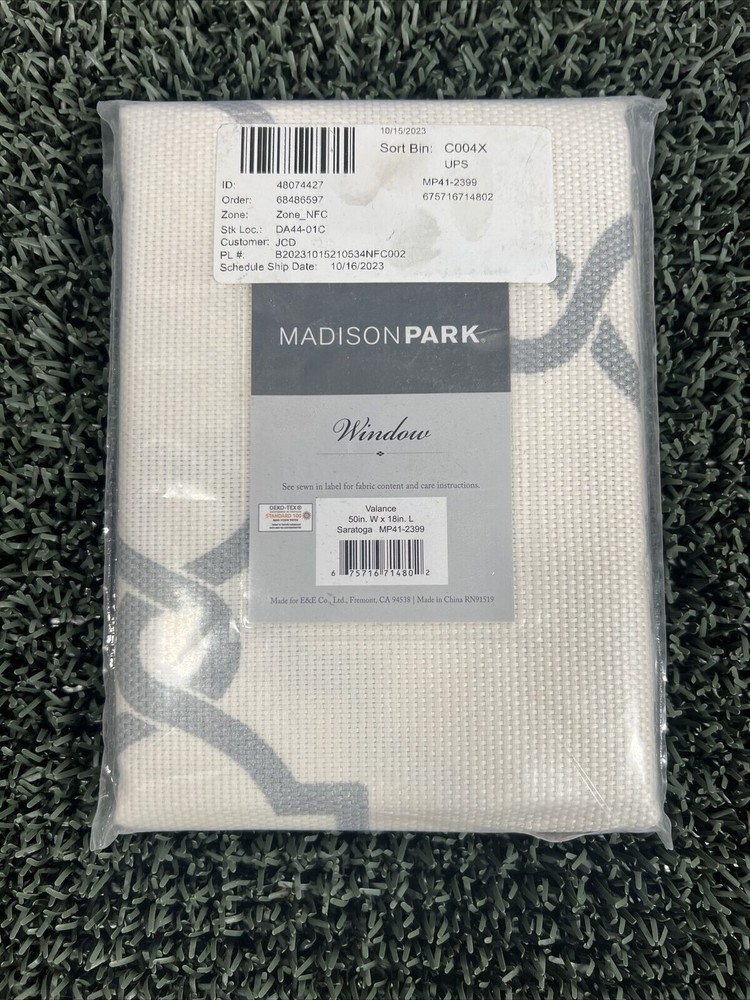 10/15/2023
Sort Bin: C004X
UPS
ID: 48074427
MP41-2399
Order: 68486597
675716714802
Zone: Zone_NFC
Stk Loc.: DA44-01C
Customer: JCD
PL #: B20231015210534NFC002
Schedule Ship Date: 10/16/2023
MADISONPARK®
Window
See sewn in label for fabric content and care instructions.
OEKO-TEX®
STANDARD 100
Valance
50in. W x 18in. L
Saratoga MP41-2399
6 75716 71480 2
Made for E&E Co., Ltd., Fremont, CA 94538 | Made in China RN91519